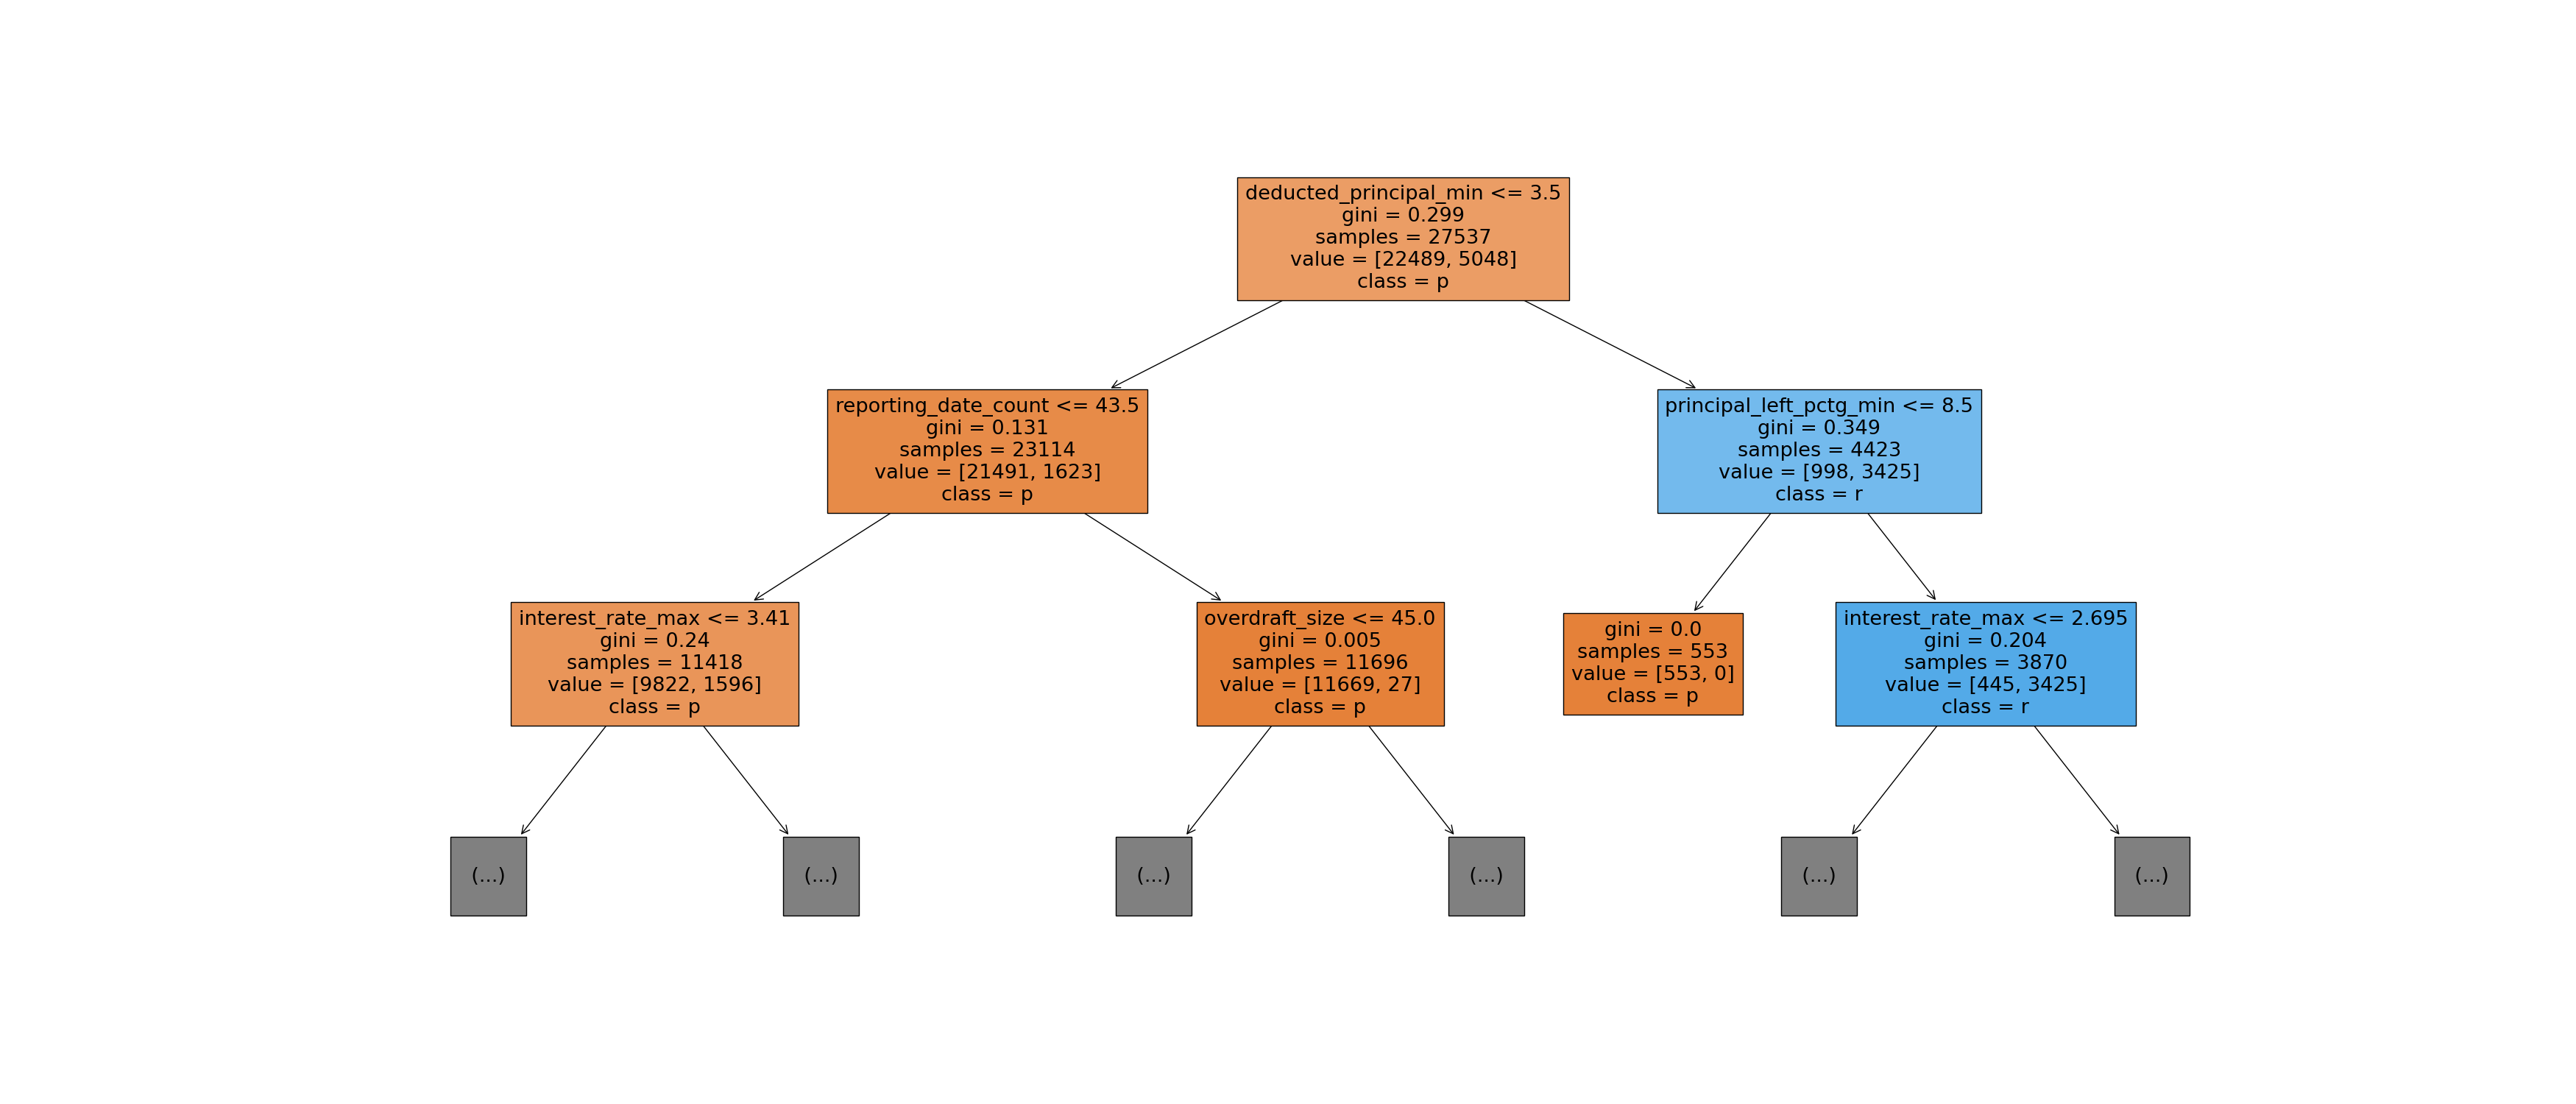 deducted_principal_min <= 3.5
gini = 0.299
samples = 27537
value = [22489, 5048]
class = p
reporting_date_count <= 43.5
gini = 0.131
samples = 23114
value = [21491, 1623]
class = p
principal_left_pctg_min <= 8.5
gini = 0.349
samples = 4423
value = [998, 3425]
class = r
interest_rate_max <= 3.41
gini = 0.24
samples = 11418
value = [9822, 1596]
class = p
overdraft_size <= 45.0
gini = 0.005
samples = 11696
value = [11669, 27]
class = p
gini = 0.0
samples = 553
value = [553, 0]
class = p
interest_rate_max <= 2.695
gini = 0.204
samples = 3870
value = [445, 3425]
class = r
(...)
(...)
(...)
(...)
(...)
(...)